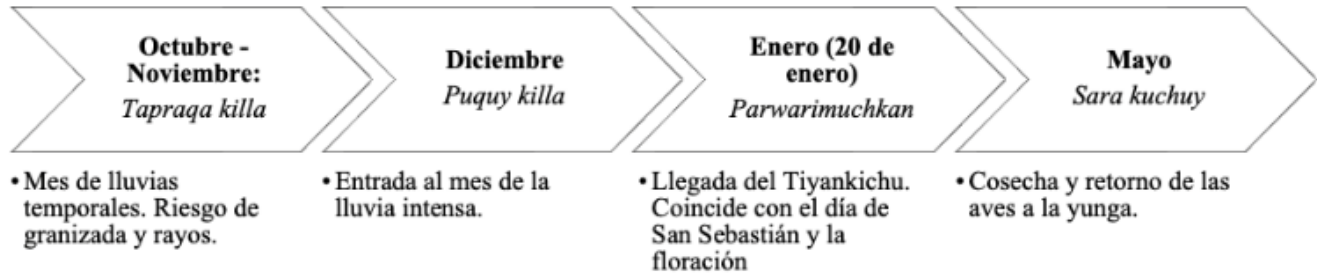 Octubre -
Noviembre:
Tapraqa killa
Diciembre
Puquy killa
Enero (20 de
enero)
Parwarimuchkan
Mayo
Sara kuchuy
• Mes de lluvias
temporales. Riesgo de
granizada y rayos.
• Entrada al mes de la
lluvia intensa.
• Llegada del Tiyankichu.
Coincide con el día de
San Sebastián y la
floración
• Cosecha y retorno de las
aves a la yunga.